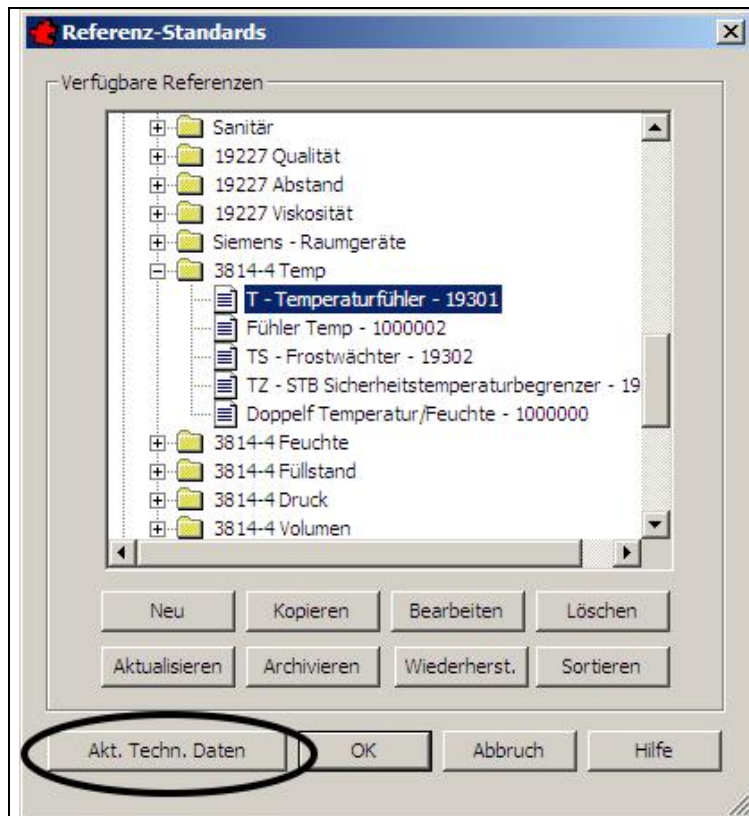 Referenz-Standards
Verfügbare Referenzen
Sanitär
19227 Qualität
19227 Abstand
19227 Viskosität
Siemens - Raumgeräte
3814-4 Temp
T - Temperaturfühler - 19301
Fühler Temp - 1000002
TS - Frostwächter - 19302
TZ - STB Sicherheitstemperaturbegrenzer - 19
Doppelf Temperatur/Feuchte - 1000000
3814-4 Feuchte
3814-4 Füllstand
3814-4 Druck
3814-4 Volumen
Neu Kopieren Bearbeiten Löschen
Aktualisieren Archivieren Wiederherst. Sortieren
Akt. Techn. Daten OK Abbruch Hilfe